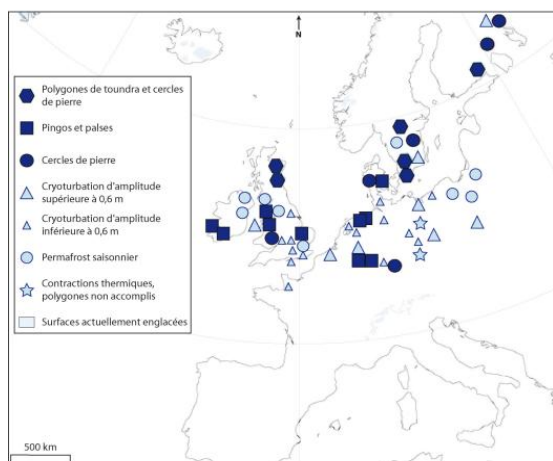 N
Polygones de toundra et cercles
de pierre
Pingos et palses
Cercles de pierre
Cryoturbation d'amplitude
supérieure à 0,6 m
Cryoturbation d'amplitude
inférieure à 0,6 m
Permafrost saisonnier
Contractions thermiques,
polygones non accomplis
Surfaces actuellement englacées
500 km